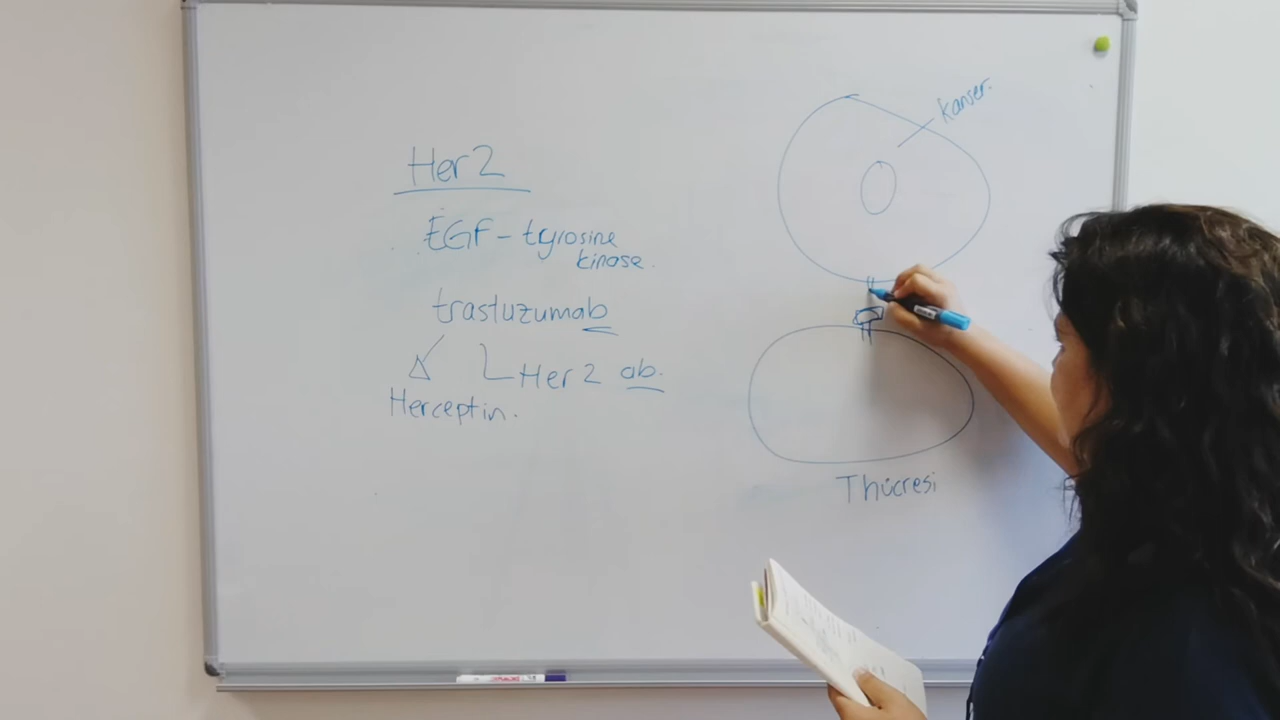 Her2
EGF - tyrosine
kinase.
trastuzumab
Her2 ab.
Herceptin.
Kanser.
Thücresi